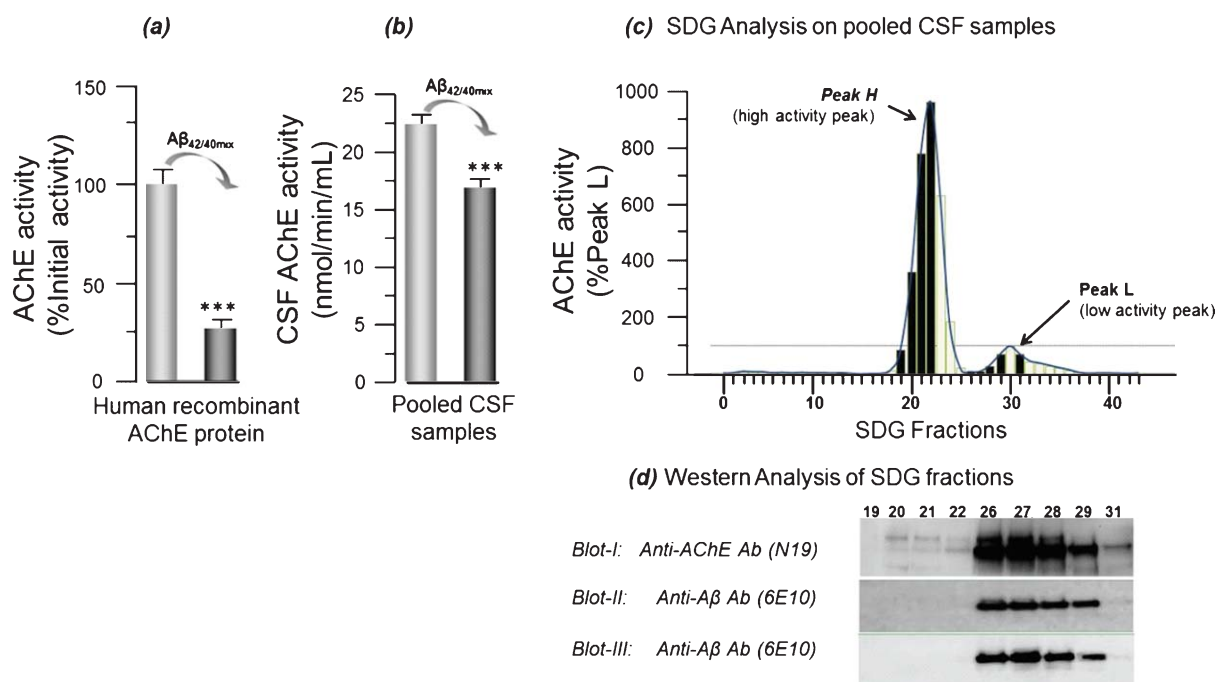 (a)
AChE activity
(%Initial activity)
150
100
50
0
Aβ42/40mix
***
Human recombinant
AChE protein
(b)
CSF AChE activity
(nmol/min/mL)
25
20
15
10
5
0
Aβ42/40mix
***
Pooled CSF
samples
(c) SDG Analysis on pooled CSF samples
AChE activity
(%Peak L)
1000
800
600
400
200
0
Peak H
(high activity peak)
Peak L
(low activity peak)
0 10 20 30 40
SDG Fractions
(d) Western Analysis of SDG fractions
19 20 21 22 26 27 28 29 31
Blot-I: Anti-AChE Ab (N19)
Blot-II: Anti-Aβ Ab (6E10)
Blot-III: Anti-Aβ Ab (6E10)